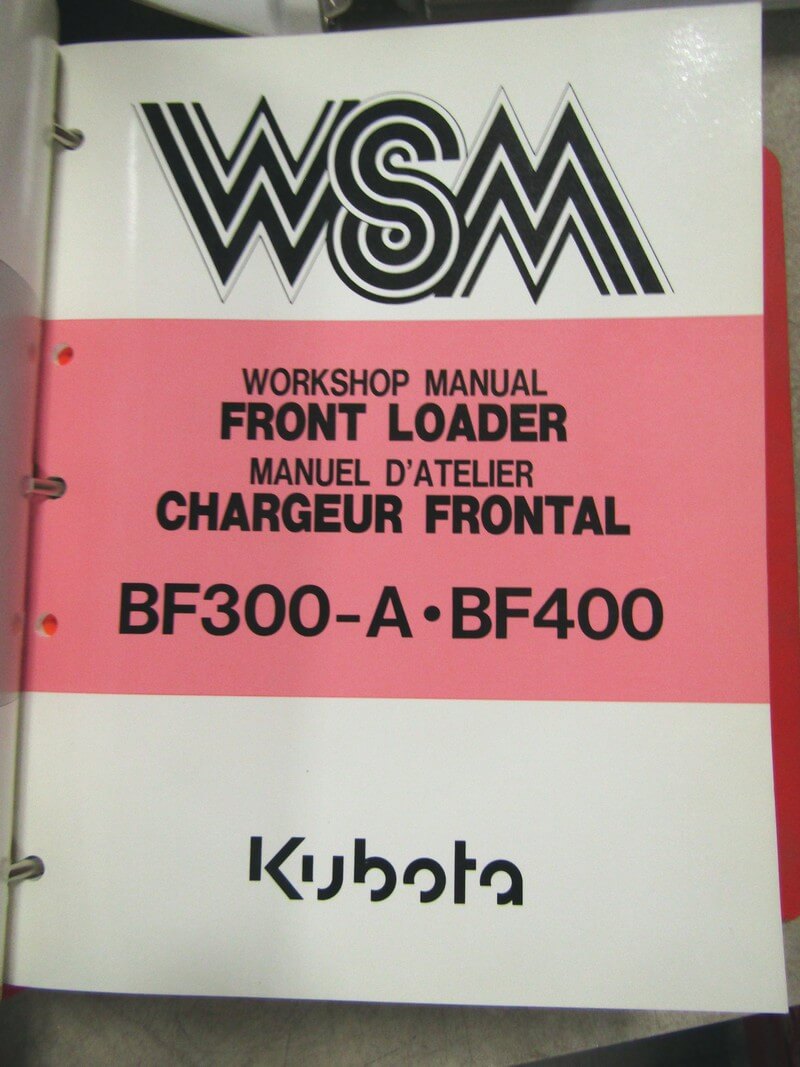 WSM
WORKSHOP MANUAL
FRONT LOADER
MANUEL D'ATELIER
CHARGEUR FRONTAL
BF300-A·BF400
Kubota